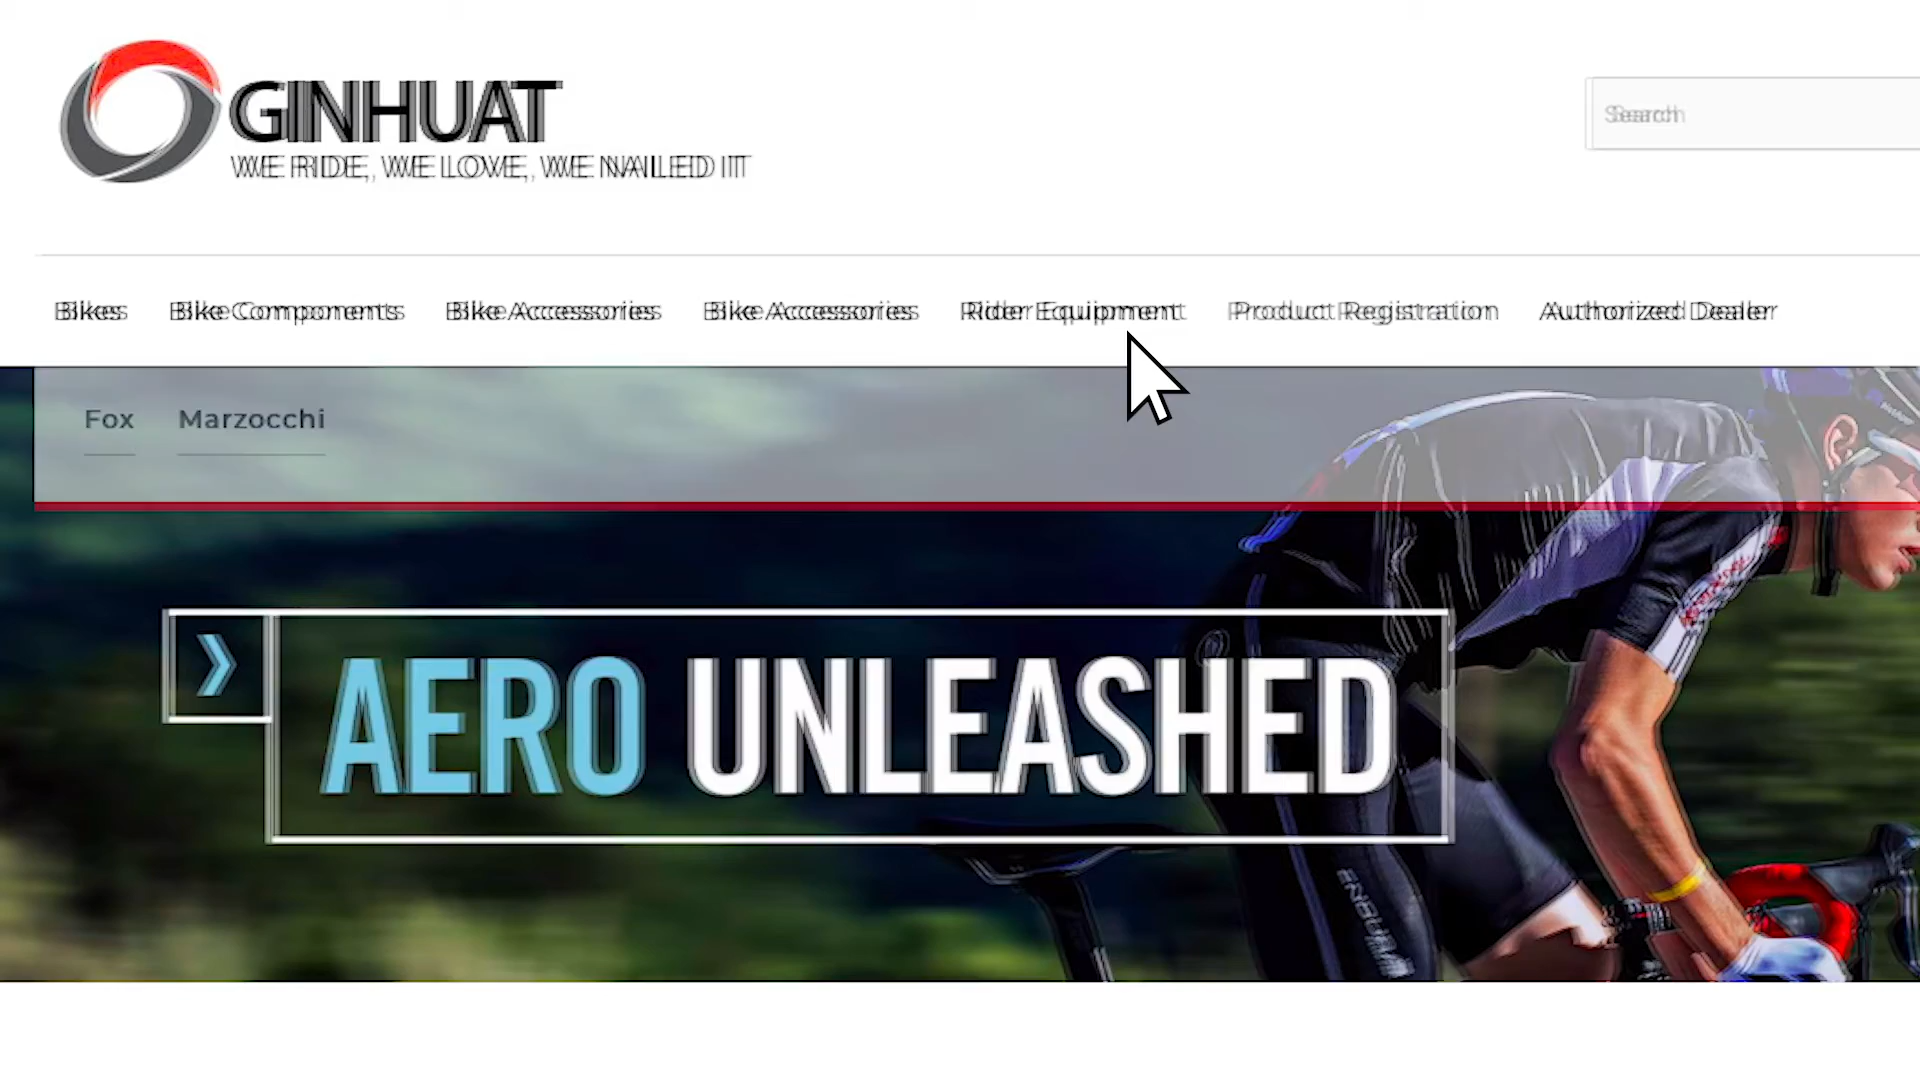 GINHUAT
WE RIDE, WE LOVE, WE NAILED IT
Search
Bikes Bike Components Bike Accessories Bike Accessories Rider Equipment Product Registration Authorized Dealer
Fox Marzocchi
❯
AERO UNLEASHED
ENDURA